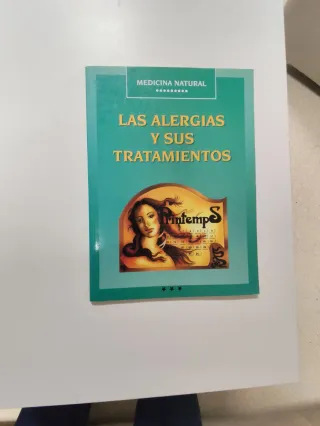 MEDICINA NATURAL
LAS ALERGIAS
Y SUS
TRATAMIENTOS
Printemps